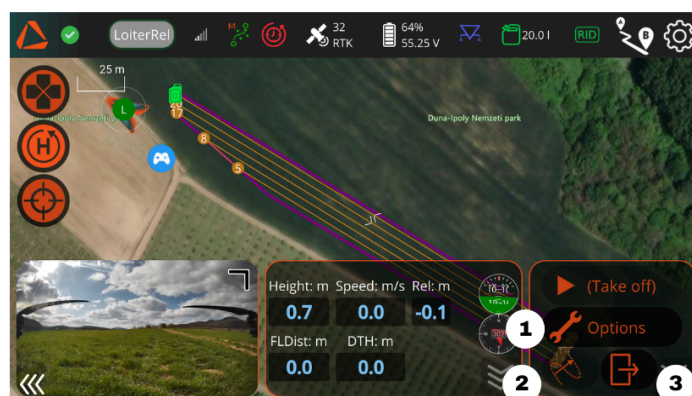 LoiterRel
M
32
RTK
64%
55.25 V
20.0 l
RID
A
B
25 m
L
Duna-Ipoly Nemzeti park
17
8
5
H
Duna-Ipoly Nemzeti park
Height: m Speed: m/s Rel: m
0.7 0.0 -0.1
FLDist: m DTH: m
0.0 0.0
(Take off)
Options
1
2
3